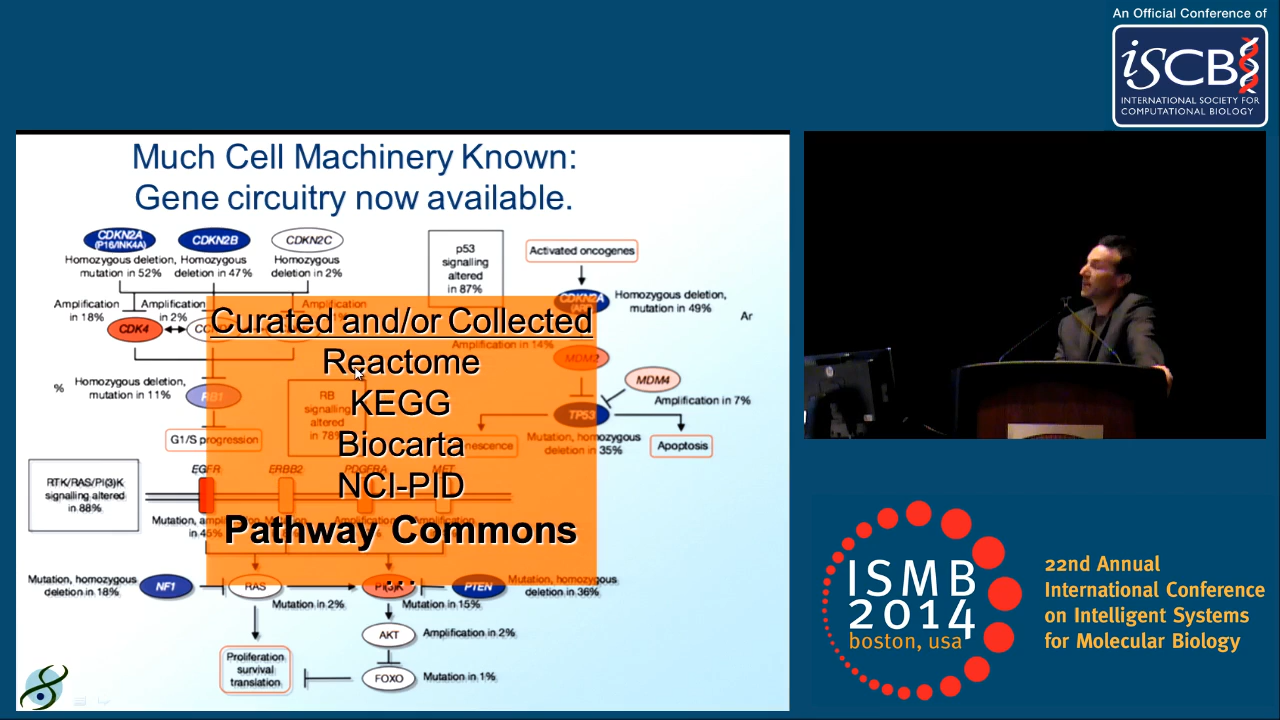 An Official Conference of
iSCB
INTERNATIONAL SOCIETY FOR
COMPUTATIONAL BIOLOGY
Much Cell Machinery Known:
Gene circuitry now available.
CDKN2A
(P16/INK4A)
CDKN2B
CDKN2C
Homozygous deletion,
mutation in 52%
Homozygous
deletion in 47%
Homozygous
deletion in 2%
p53
signalling
altered
in 87%
Activated oncogenes
CDKN2A
Homozygous deletion,
mutation in 49%
Ar
Amplification
in 18%
Amplification
in 2%
Amplification
CDK4
Amplification in 14%
MDM2
MDM4
Amplification in 7%
%
Homozygous deletion,
mutation in 11%
RB1
RB
signalling
altered
in 78%
TP53
G1/S progression
nescence
Mutation, homozygous
deletion in 35%
Apoptosis
Curated and/or Collected
Reactome
KEGG
Biocarta
NCI-PID
Pathway Commons
...
RTK/RAS/PI(3)K
signalling altered
in 88%
EGFR
ERBB2
PDGFRA
MET
Mutation, amplification
in 45%
Mutation, homozygous
deletion in 18%
NF1
RAS
PI(3)K
PTEN
Mutation, homozygous
deletion in 36%
Mutation in 2%
Mutation in 15%
AKT
Amplification in 2%
Proliferation
survival
translation
FOXO
Mutation in 1%
ISMB
2014
boston, usa
22nd Annual
International Conference
on Intelligent Systems
for Molecular Biology